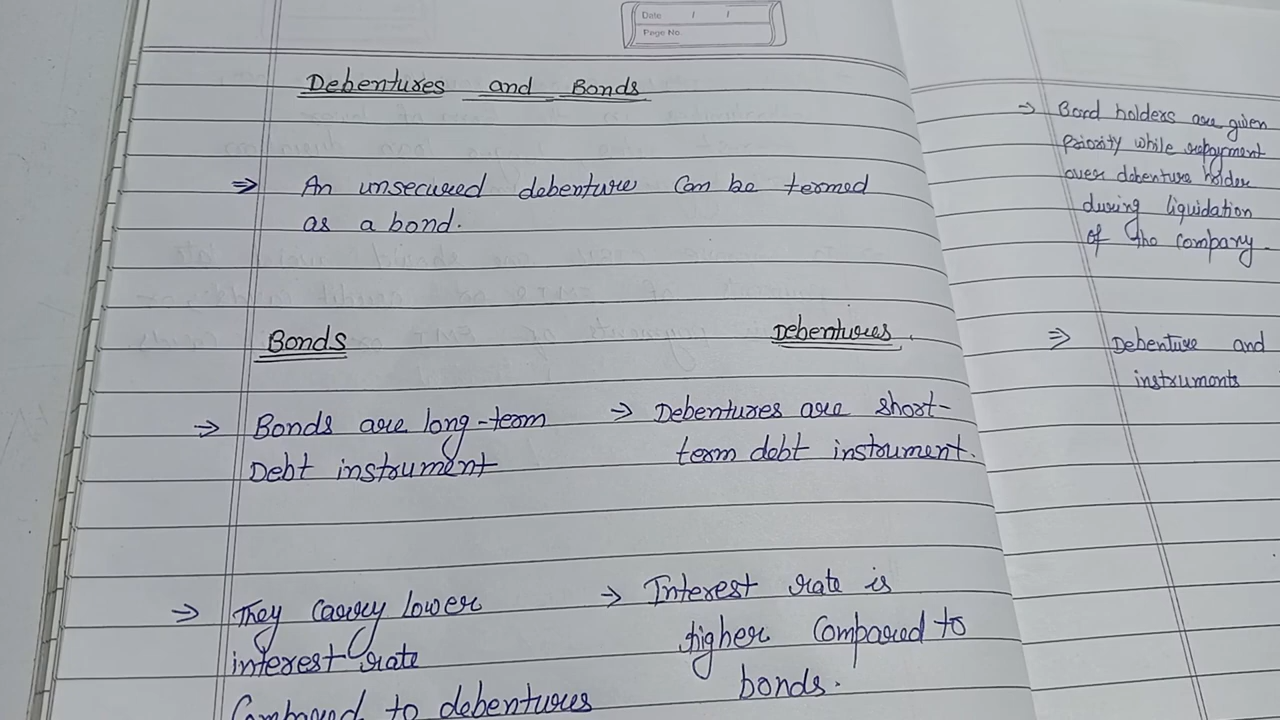 Date / /
Page No.
Debentures and Bonds
⇒ An unsecured debenture can be termed
as a bond.
Bonds
Debentures.
→ Bonds are long-term
Debt instrument
→ Debentures are short-
term debt instrument.
→ They carry lower
interest rate
Compared to debentures
→ Interest rate is
higher compared to
bonds.
→ Bond holders are given
priority while repayment
over debenture holder
during liquidation
of the company.
⇒ Debenture and
instruments